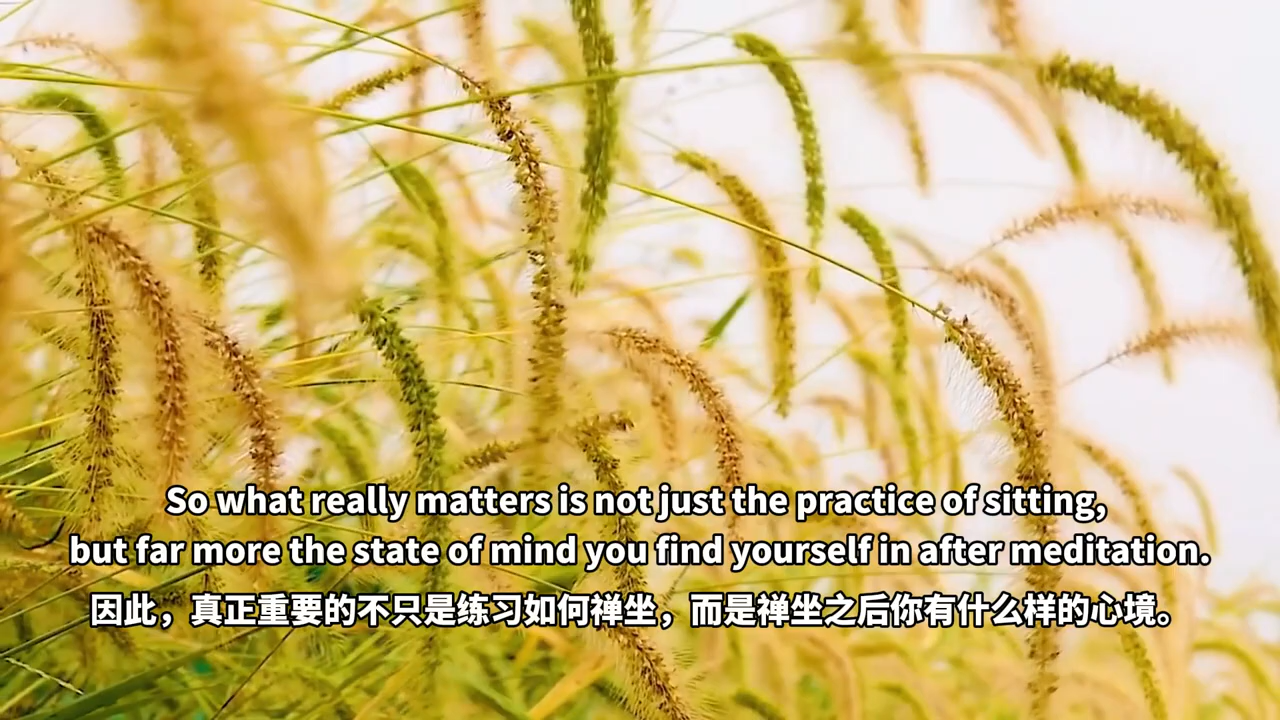 So what really matters is not just the practice of sitting,
but far more the state of mind you find yourself in after meditation.
因此，真正重要的不只是练习如何禅坐，而是禅坐之后你有什么样的心境。